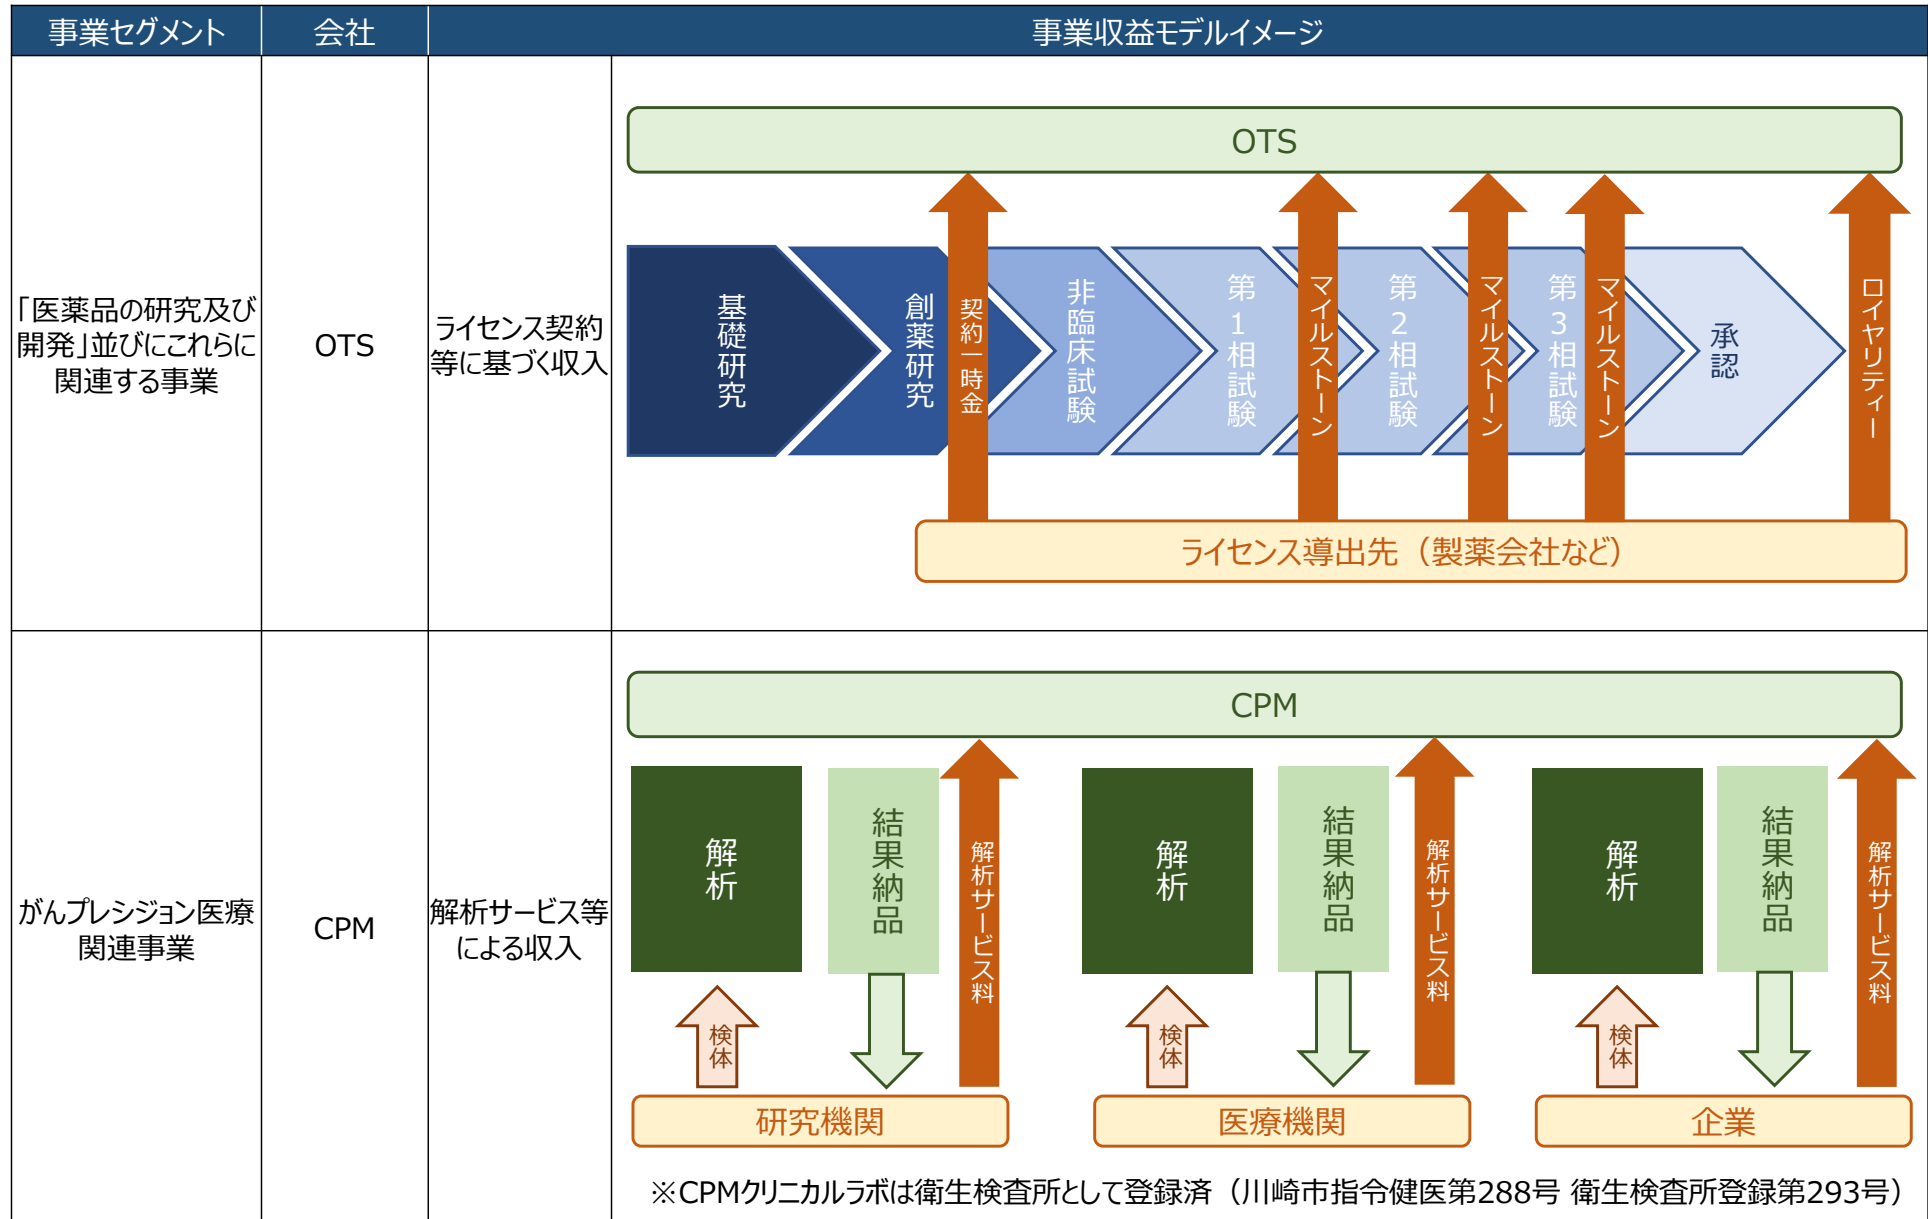 事業セグメント
会社
事業収益モデルイメージ
「医薬品の研究及び
開発」並びにこれらに
関連する事業
OTS
ライセンス契約
等に基づく収入
OTS
基礎研究
創薬研究
契約一時金
非臨床試験
第1相試験
マイルストーン
第2相試験
マイルストーン
第3相試験
マイルストーン
承認
ロイヤリティー
ライセンス導出先（製薬会社など）
がんプレシジョン医療
関連事業
CPM
解析サービス等
による収入
CPM
解析
結果納品
解析サービス料
検体
研究機関
解析
結果納品
解析サービス料
検体
医療機関
解析
結果納品
解析サービス料
検体
企業
※CPMクリニカルラボは衛生検査所として登録済（川崎市指令健医第288号 衛生検査所登録第293号）